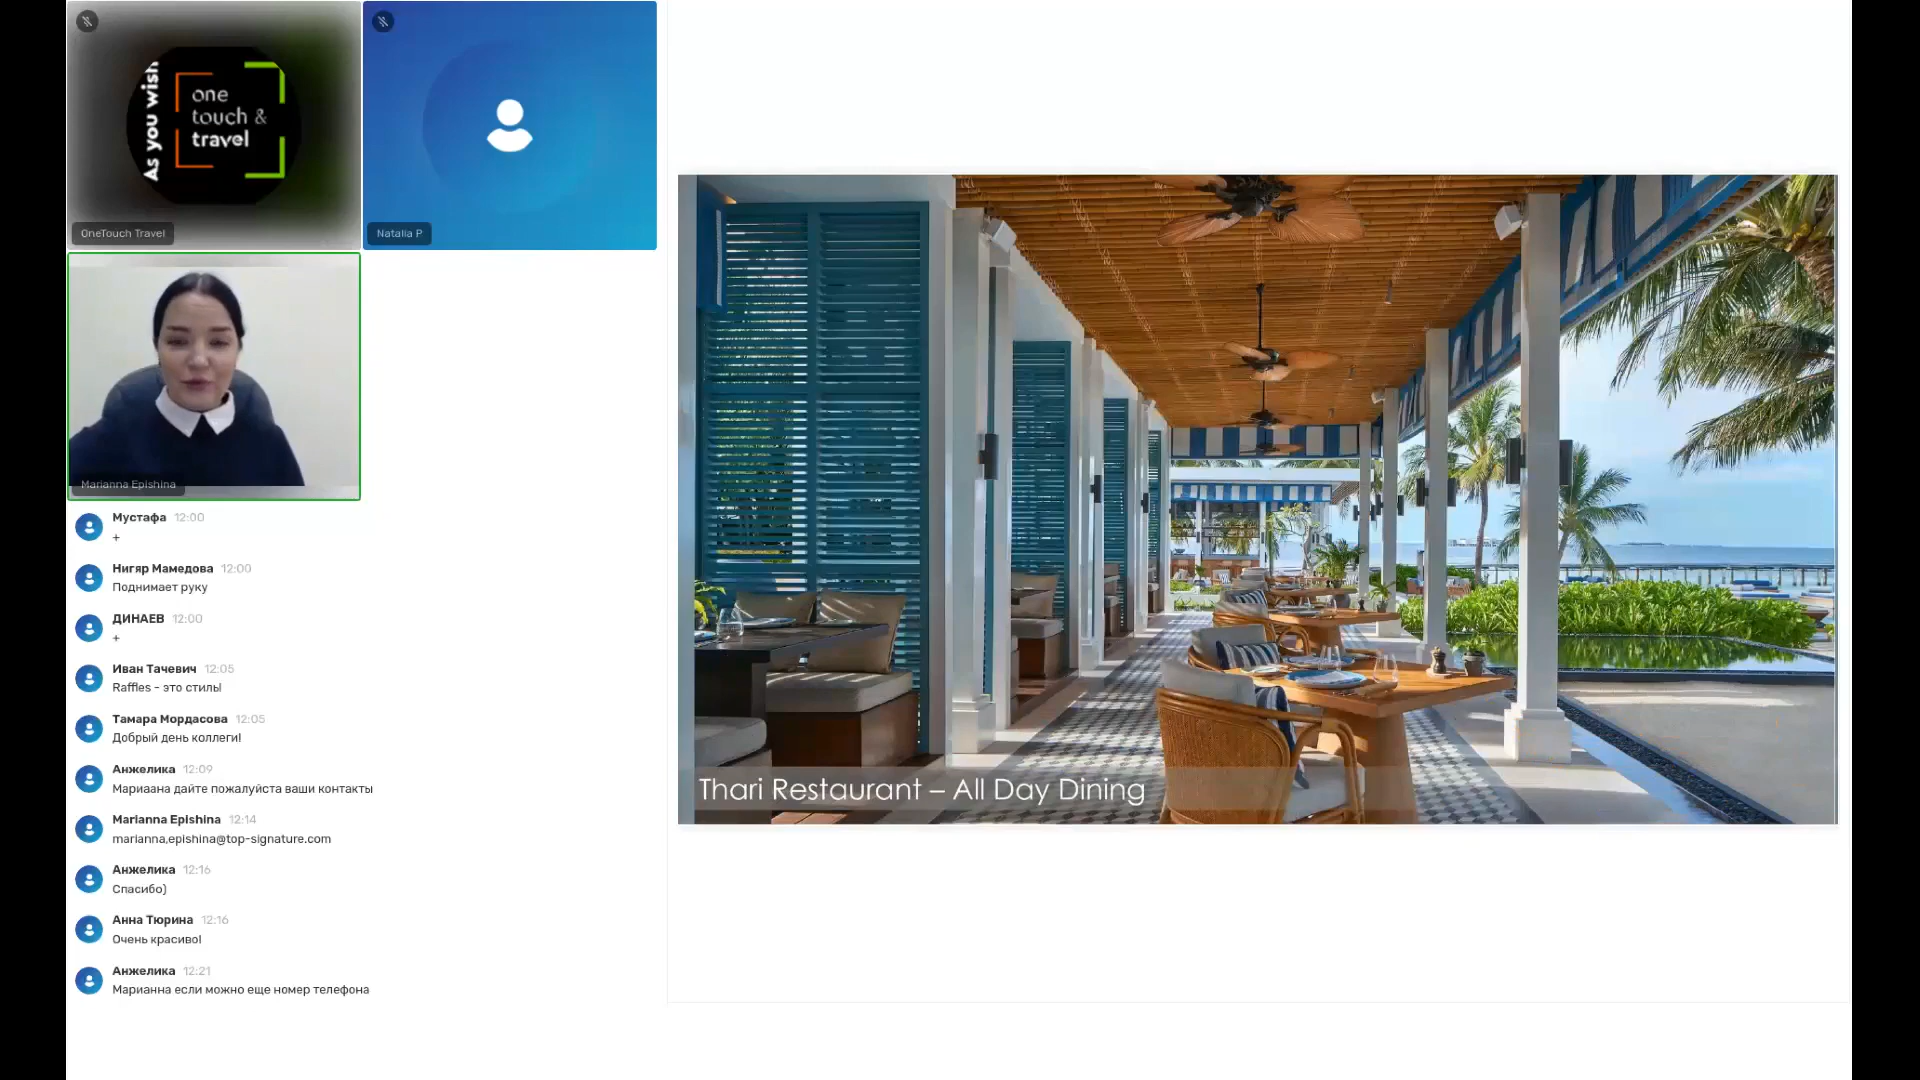 As you wish
one
touch &
travel
OneTouch Travel
Natalia P
Marianna Epishina
Мустафа 12:00
+
Нигяр Мамедова 12:00
Поднимает руку
ДИНАЕВ 12:00
+
Иван Тачевич 12:05
Raffles - это стиль!
Тамара Мордасова 12:05
Добрый день коллеги!
Анжелика 12:09
Мариаана дайте пожалуйста ваши контакты
Marianna Epishina 12:14
marianna,epishina@top-signature.com
Анжелика 12:16
Спасибо)
Анна Тюрина 12:16
Очень красиво!
Анжелика 12:21
Марианна если можно еще номер телефона
Thari Restaurant – All Day Dining